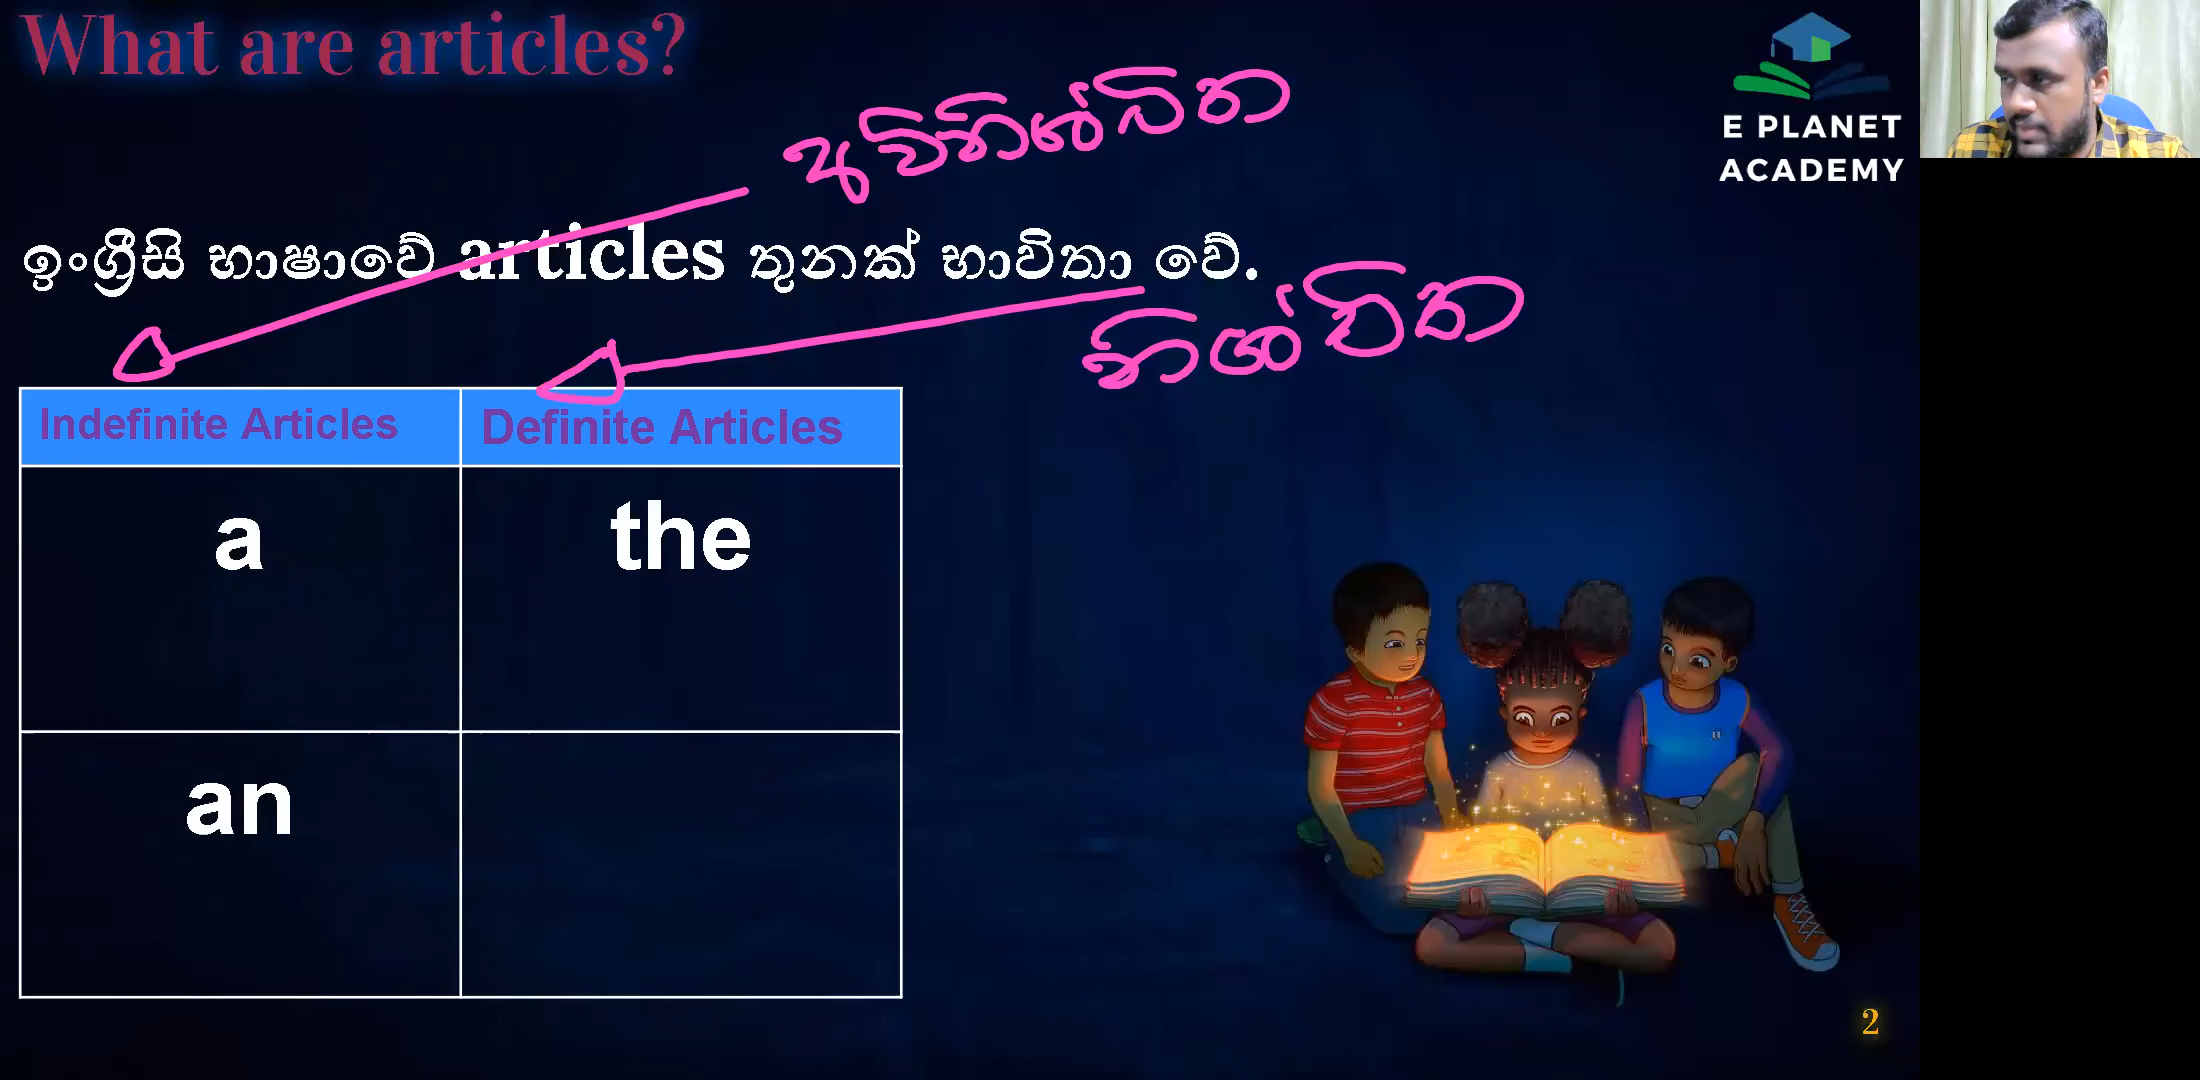 What are articles?
අවිනිශ්චිත
E PLANET
ACADEMY
ඉංග්‍රීසි භාෂාවේ articles තුනක් භාවිතා වේ.
නිශ්චිත
Indefinite Articles
Definite Articles
a
the
an
2